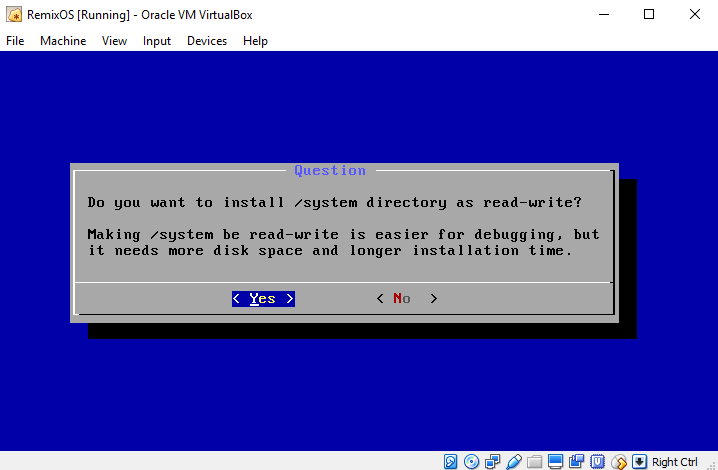 RemixOS [Running] - Oracle VM VirtualBox
File Machine View Input Devices Help
Question
Do you want to install /system directory as read-write?
Making /system be read-write is easier for debugging, but
it needs more disk space and longer installation time.
< Yes > < No >
Right Ctrl